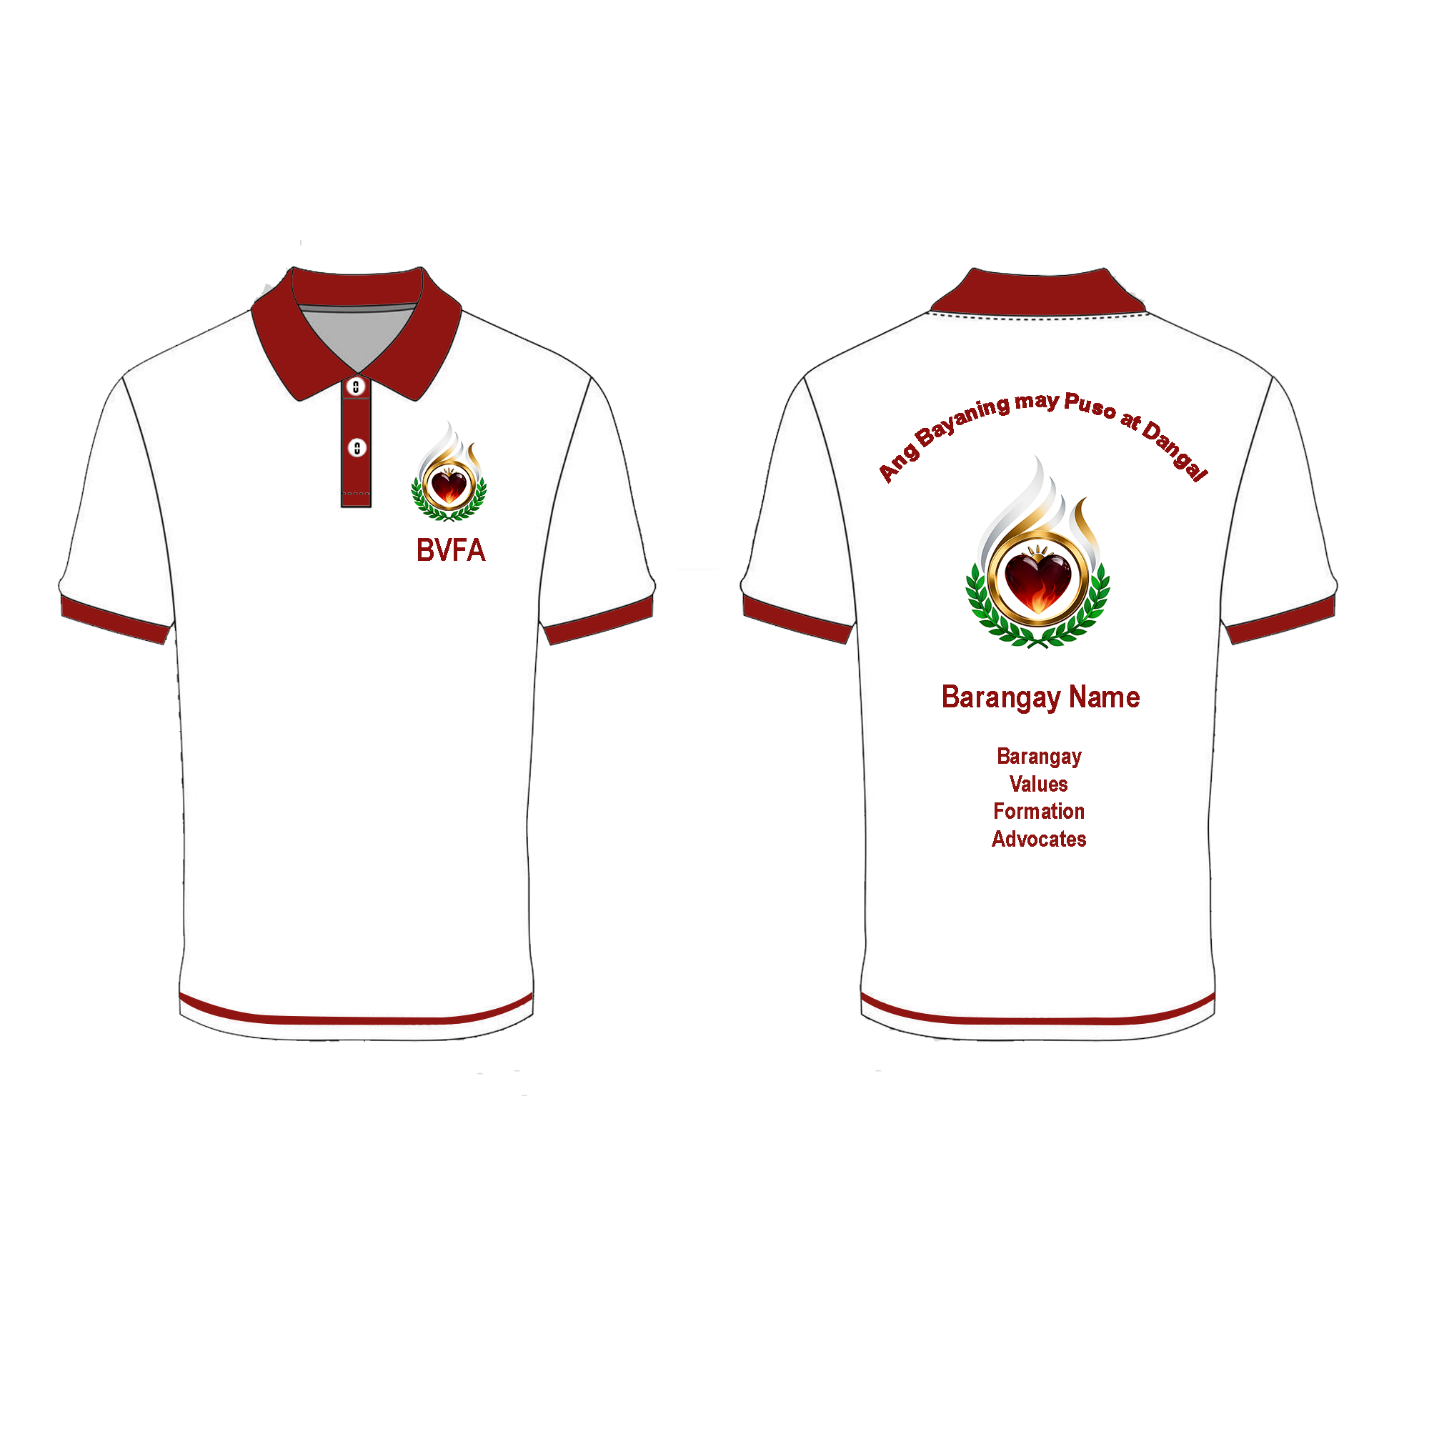 BVFA
Ang Bayaning may Puso at Dangal
Barangay Name
Barangay
Values
Formation
Advocates